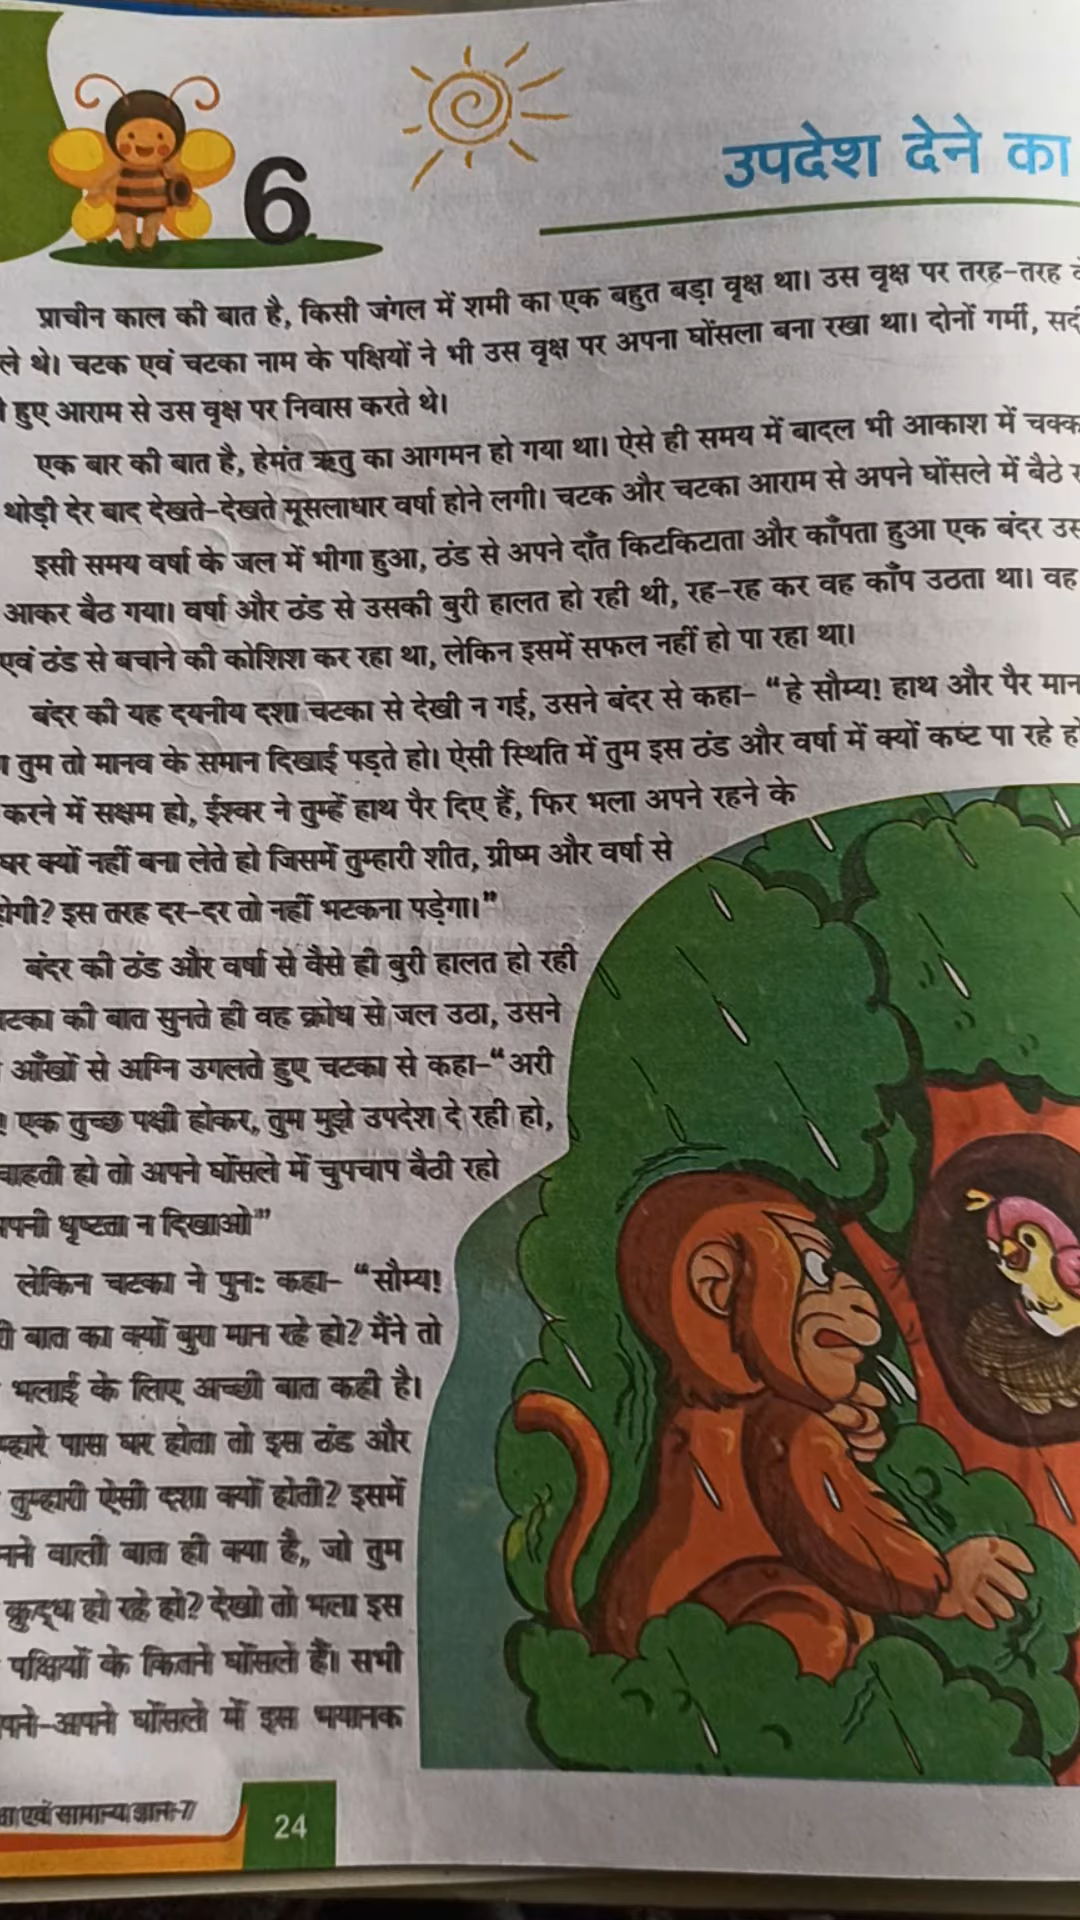 6
उपदेश देने का
प्राचीन काल की बात है, किसी जंगल में शमी का एक बहुत बड़ा वृक्ष था। उस वृक्ष पर तरह-तरह
ले थे। चटक एवं चटका नाम के पक्षियों ने भी उस वृक्ष पर अपना घोंसला बना रखा था। दोनों गर्मी,
हुए आराम से उस वृक्ष पर निवास करते थे।
एक बार की बात है, हेमंत ऋतु का आगमन हो गया था। ऐसे ही समय में बादल भी आकाश में चक्क
थोड़ी देर बाद देखते-देखते मूसलाधार वर्षा होने लगी। चटक और चटका आराम से अपने घोंसले में बैठे
इसी समय वर्षा के जल में भीगा हुआ, ठंड से अपने दाँत किटकिटाता और काँपता हुआ एक बंदर उस
आकर बैठ गया। वर्षा और ठंड से उसकी बुरी हालत हो रही थी, रह-रह कर वह काँप उठता था। वह
एवं ठंड से बचाने की कोशिश कर रहा था, लेकिन इसमें सफल नहीं हो पा रहा था।
बंदर की यह दयनीय दशा चटका से देखी न गई, उसने बंदर से कहा- “हे सौम्य! हाथ और पैर मान
तुम तो मानव के समान दिखाई पड़ते हो। ऐसी स्थिति में तुम इस ठंड और वर्षा में क्यों कष्ट पा रहे हो
करने में सक्षम हो, ईश्वर ने तुम्हें हाथ पैर दिए हैं, फिर भला अपने रहने के
घर क्यों नहीं बना लेते हो जिसमें तुम्हारी शीत, ग्रीष्म और वर्षा से
होगी? इस तरह दर-दर तो नहीं भटकना पड़ेगा।”
बंदर की ठंड और वर्षा से वैसे ही बुरी हालत हो रही
टका की बात सुनते ही वह क्रोध से जल उठा, उसने
आँखों से अग्नि उगलते हुए चटका से कहा-“अरी
एक तुच्छ पक्षी होकर, तुम मुझे उपदेश दे रही हो,
चाहती हो तो अपने घोंसले में चुपचाप बैठी रहो
पनी धृष्टता न दिखाओ”
लेकिन चटका ने पुनः कहा- “सौम्य!
री बात का क्यों बुरा मान रहे हो? मैंने तो
भलाई के लिए अच्छी बात कही है।
म्हारे पास घर होता तो इस ठंड और
तुम्हारी ऐसी दशा क्यों होती? इसमें
नने वाली बात ही क्या है, जो तुम
क्रुद्ध हो रहे हो? देखो तो भला इस
पक्षियों के कितने घोंसले हैं। सभी
पने-अपने घोंसले में इस भयानक
एवं सामान्य ज्ञान-7
24